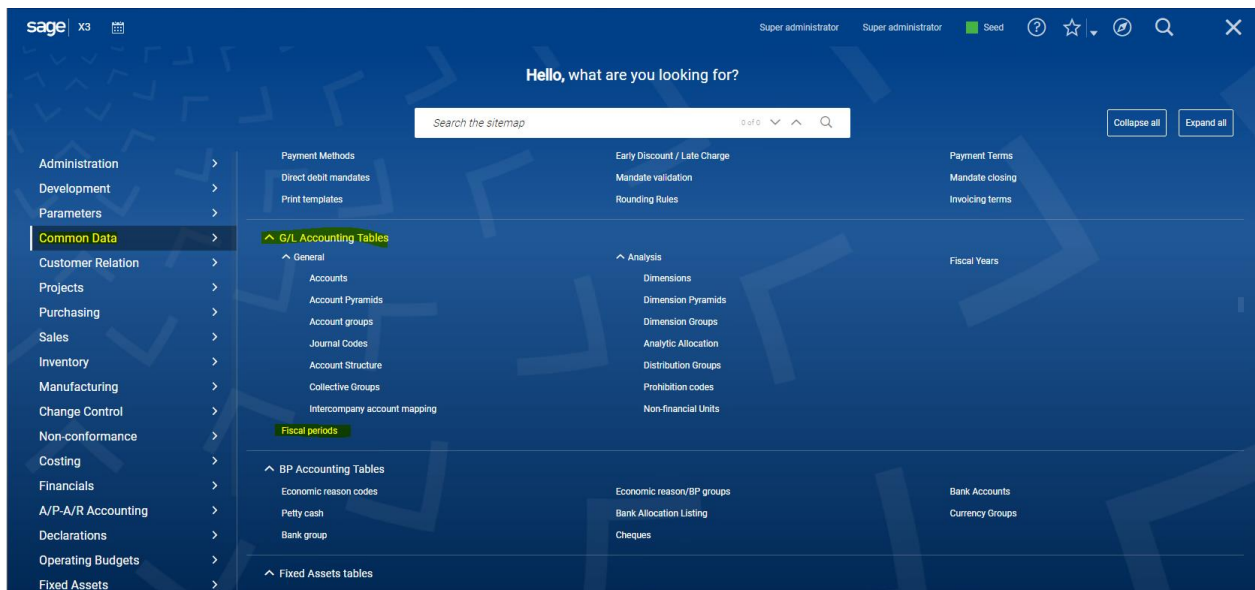 sage X3
Super administrator Super administrator Seed
Hello, what are you looking for?
Search the sitemap 0 of 0
Collapse all Expand all
Administration
Development
Parameters
Common Data
Customer Relation
Projects
Purchasing
Sales
Inventory
Manufacturing
Change Control
Non-conformance
Costing
Financials
A/P-A/R Accounting
Declarations
Operating Budgets
Fixed Assets
Payment Methods Early Discount / Late Charge Payment Terms
Direct debit mandates Mandate validation Mandate closing
Print templates Rounding Rules Invoicing terms
G/L Accounting Tables
General Analysis Fiscal Years
Accounts Dimensions
Account Pyramids Dimension Pyramids
Account groups Dimension Groups
Journal Codes Analytic Allocation
Account Structure Distribution Groups
Collective Groups Prohibition codes
Intercompany account mapping Non-financial Units
Fiscal periods
BP Accounting Tables
Economic reason codes Economic reason/BP groups Bank Accounts
Petty cash Bank Allocation Listing Currency Groups
Bank group Cheques
Fixed Assets tables